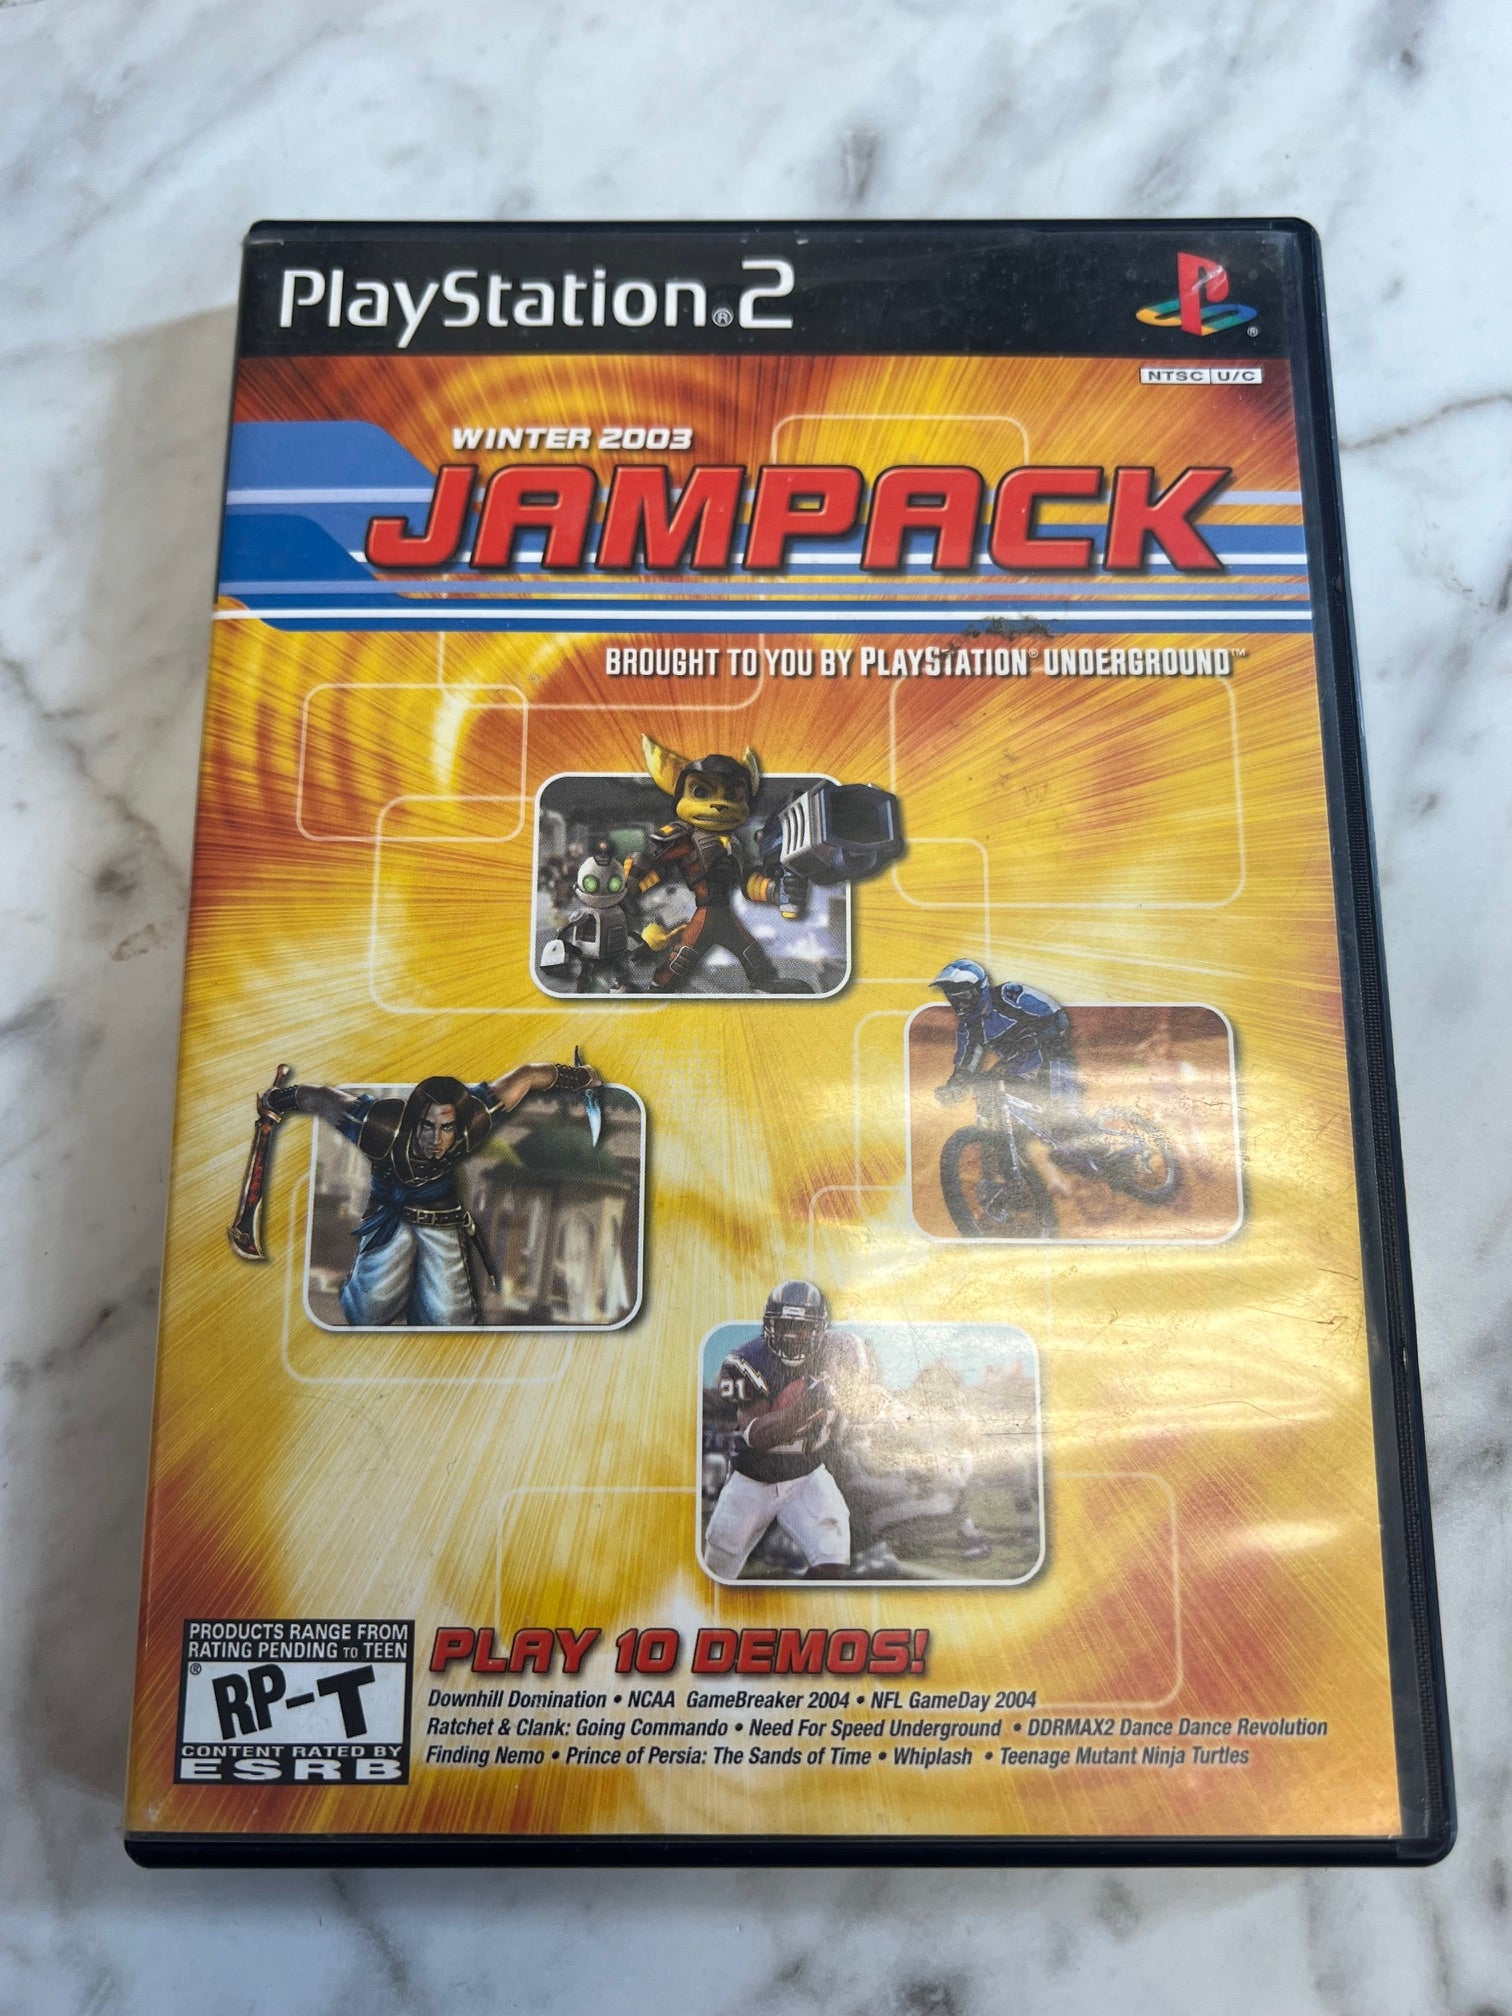 PlayStation®2
®
NTSC U/C
WINTER 2003
JAMPACK
BROUGHT TO YOU BY PLAYSTATION® UNDERGROUND™
21
PLAY 10 DEMOS!
Downhill Domination • NCAA GameBreaker 2004 • NFL GameDay 2004
Ratchet & Clank: Going Commando • Need For Speed Underground • DDRMAX2 Dance Dance Revolution
Finding Nemo • Prince of Persia: The Sands of Time • Whiplash • Teenage Mutant Ninja Turtles
PRODUCTS RANGE FROM
RATING PENDING TO TEEN
®
RP-T
CONTENT RATED BY
ESRB